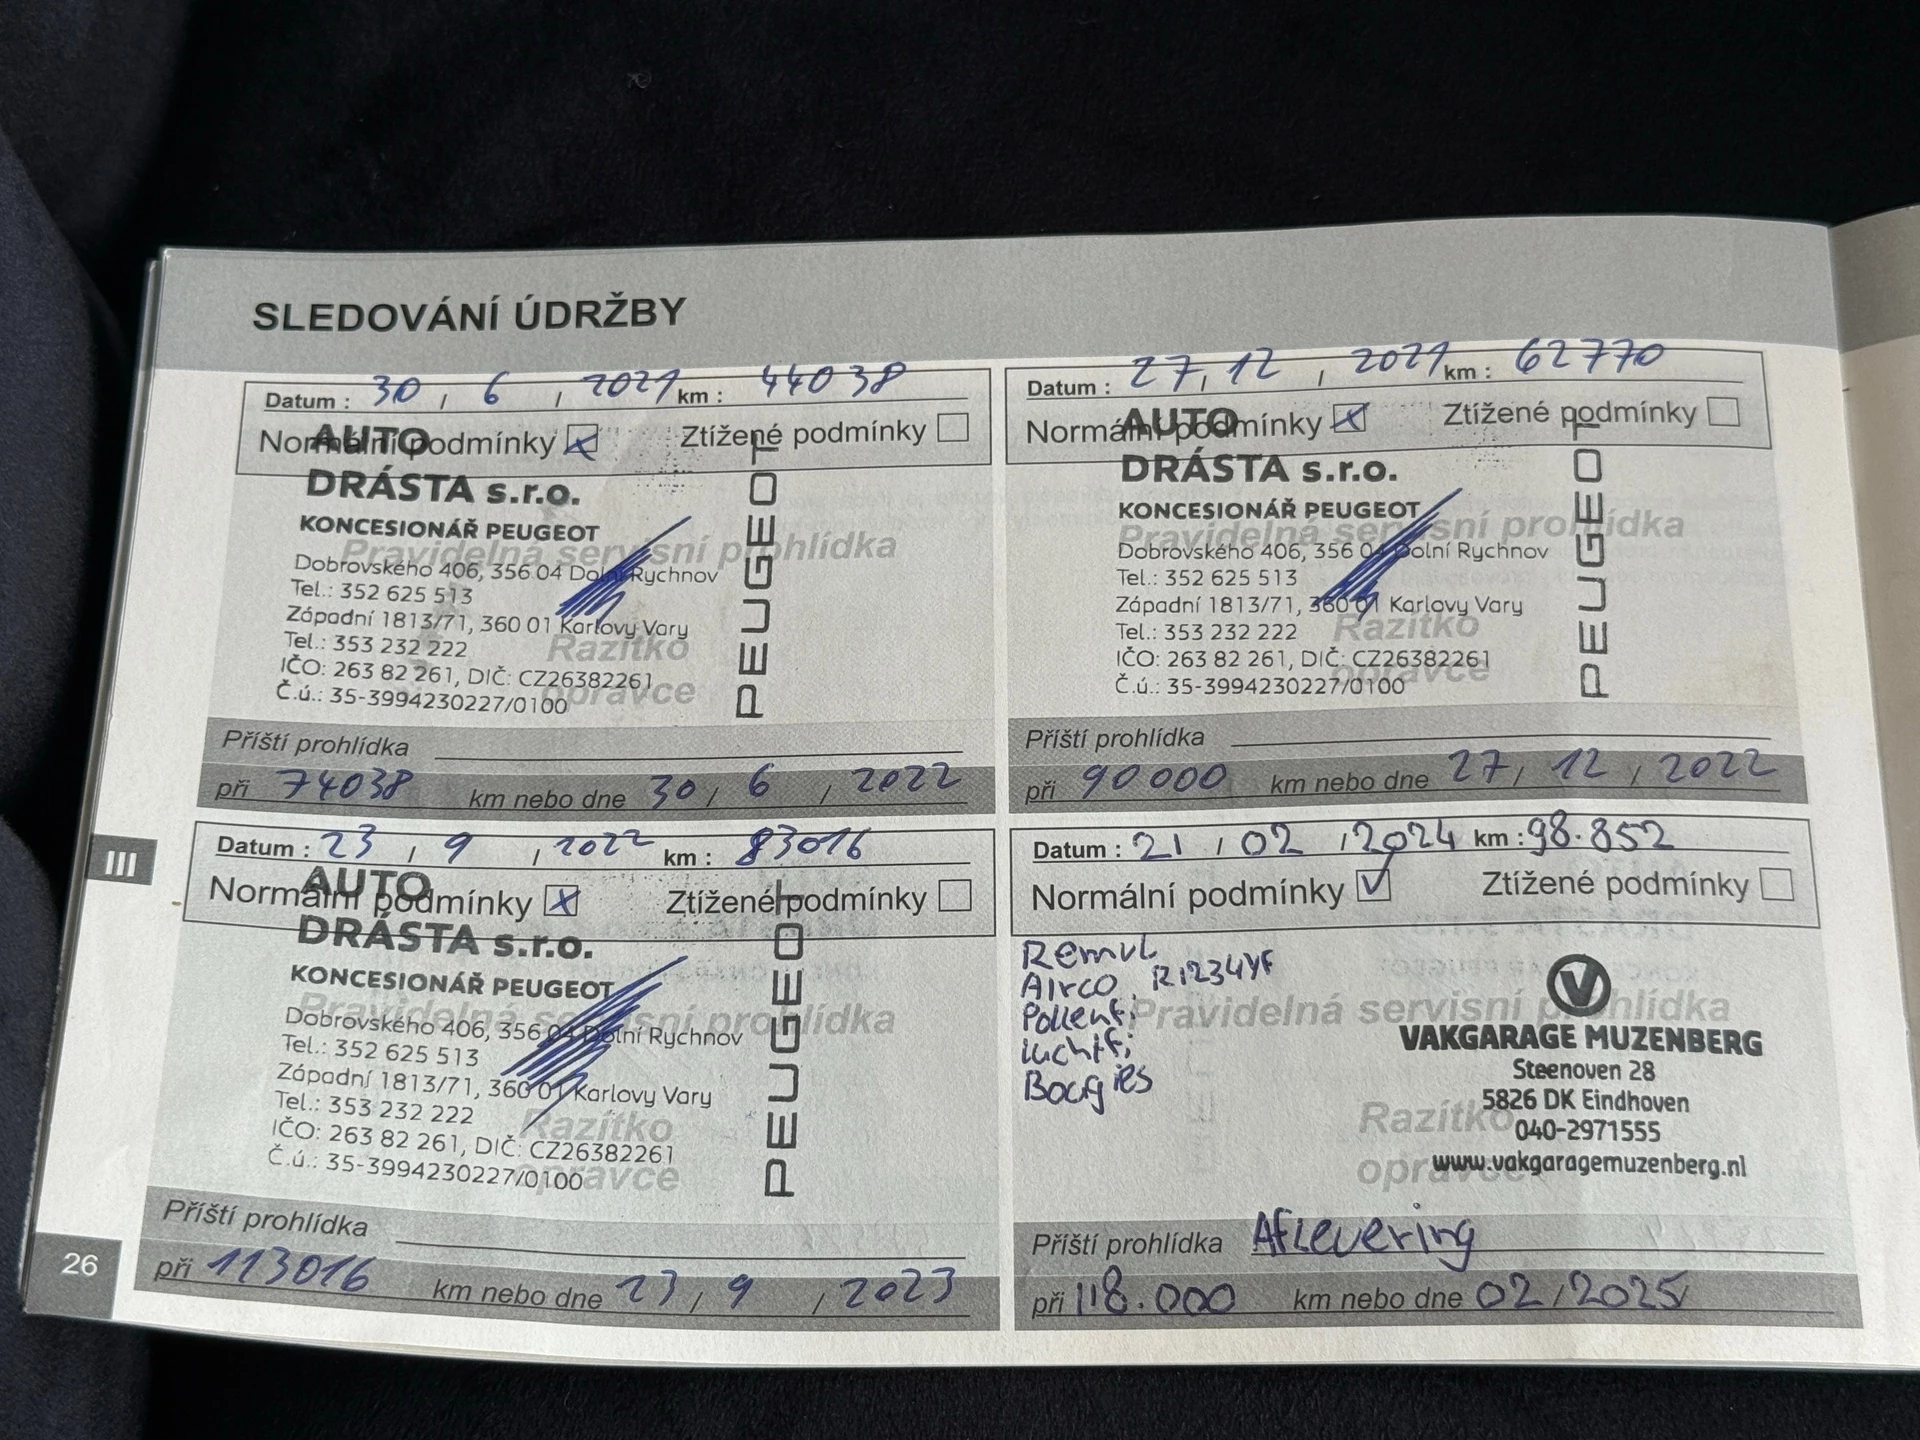 SLEDOVÁNÍ ÚDRŽBY
Datum : 30 / 6 / 2021 km : 44038
Normální podmínky Ztížené podmínky
AUTO
DRÁSTA s.r.o.
KONCESIONÁŘ PEUGEOT
Pravidelná servisní prohlídka
Dobrovského 406, 356 04 Dolní Rychnov
Tel.: 352 625 513
Západní 1813/71, 360 01 Karlovy Vary
Tel.: 353 232 222
Razítko
IČO: 263 82 261, DIČ: CZ26382261
opravce
Č.ú.: 35-3994230227/0100
PEUGEOT
Příští prohlídka
při 74038 km nebo dne 30 / 6 / 2022
Datum : 27 / 12 / 2021 km : 62770
Normální podmínky Ztížené podmínky
AUTO
DRÁSTA s.r.o.
KONCESIONÁŘ PEUGEOT
Pravidelná servisní prohlídka
Dobrovského 406, 356 04 Dolní Rychnov
Tel.: 352 625 513
Západní 1813/71, 360 01 Karlovy Vary
Tel.: 353 232 222
Razítko
IČO: 263 82 261, DIČ: CZ26382261
opravce
Č.ú.: 35-3994230227/0100
PEUGEOT
Příští prohlídka
při 90000 km nebo dne 27 / 12 / 2022
III
Datum : 23 / 9 / 2022 km : 83016
Normální podmínky Ztížené podmínky
AUTO
DRÁSTA s.r.o.
KONCESIONÁŘ PEUGEOT
Pravidelná servisní prohlídka
Dobrovského 406, 356 04 Dolní Rychnov
Tel.: 352 625 513
Západní 1813/71, 360 01 Karlovy Vary
Tel.: 353 232 222
Razítko
IČO: 263 82 261, DIČ: CZ26382261
opravce
Č.ú.: 35-3994230227/0100
PEUGEOT
Příští prohlídka
při 113016 km nebo dne 23 / 9 / 2023
Datum : 21 / 02 / 2024 km : 98.852
Normální podmínky Ztížené podmínky
Remvl
Airco R1234YF
Pollenfi
Luchtfi
Bougies
Pravidelná servisní prohlídka
V
VAKGARAGE MUZENBERG
Steenoven 28
5826 DK Eindhoven
Razítko
040-2971555
opravce
www.vakgaragemuzenberg.nl
Příští prohlídka Aflevering
při 118.000 km nebo dne 02/2025
26